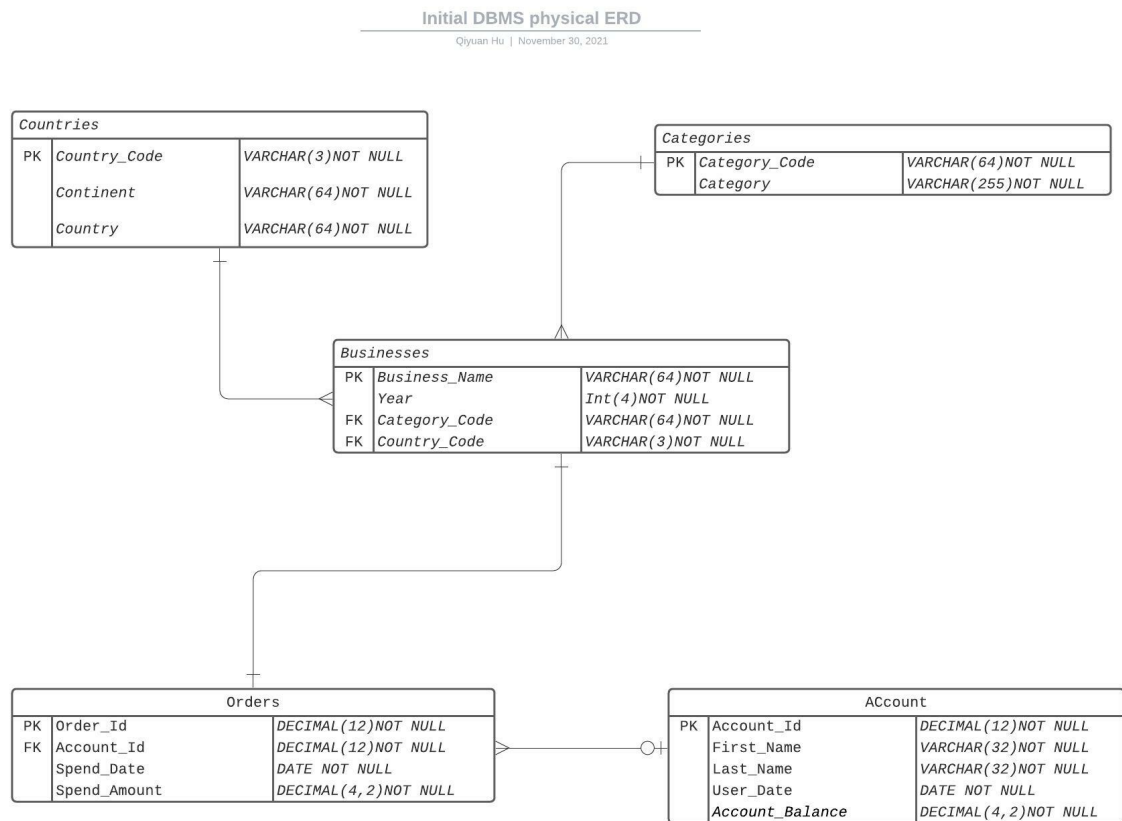 Initial DBMS physical ERD
Qiyuan Hu | November 30, 2021
Countries
PK Country_Code VARCHAR(3)NOT NULL
Continent VARCHAR(64)NOT NULL
Country VARCHAR(64)NOT NULL
Categories
PK Category_Code VARCHAR(64)NOT NULL
Category VARCHAR(255)NOT NULL
Businesses
PK Business_Name VARCHAR(64)NOT NULL
Year Int(4)NOT NULL
FK Category_Code VARCHAR(64)NOT NULL
FK Country_Code VARCHAR(3)NOT NULL
Orders
PK Order_Id DECIMAL(12)NOT NULL
FK Account_Id DECIMAL(12)NOT NULL
Spend_Date DATE NOT NULL
Spend_Amount DECIMAL(4,2)NOT NULL
ACcount
PK Account_Id DECIMAL(12)NOT NULL
First_Name VARCHAR(32)NOT NULL
Last_Name VARCHAR(32)NOT NULL
User_Date DATE NOT NULL
Account_Balance DECIMAL(4,2)NOT NULL